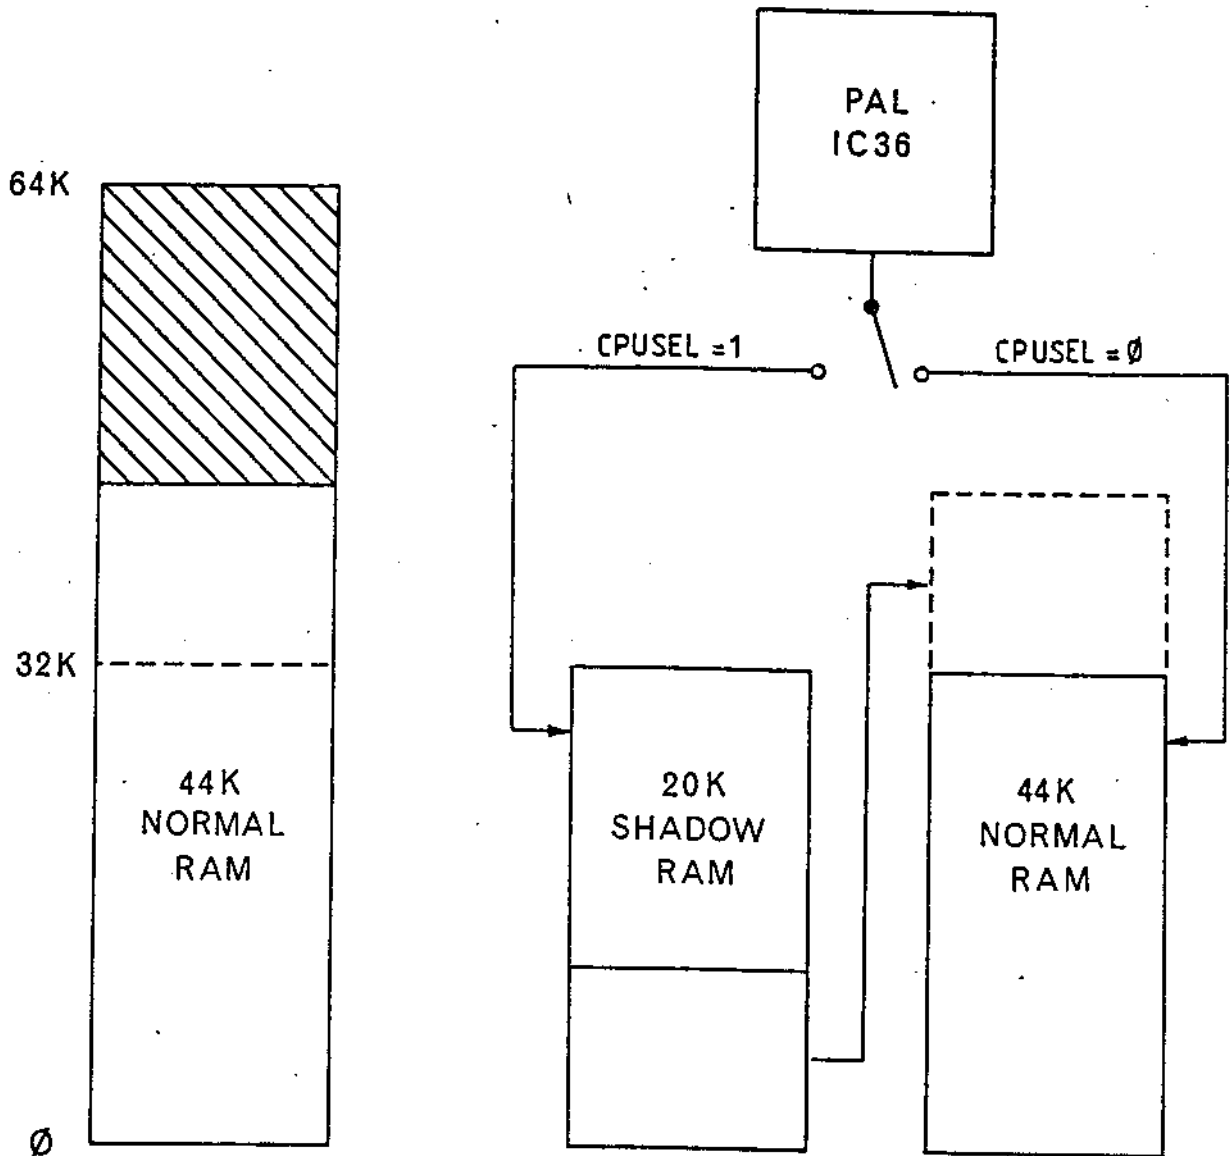 PAL
IC36
64K
CPUSEL =1
CPUSEL =Ø
32K
44K
NORMAL
RAM
20K
SHADOW
RAM
44K
NORMAL
RAM
Ø